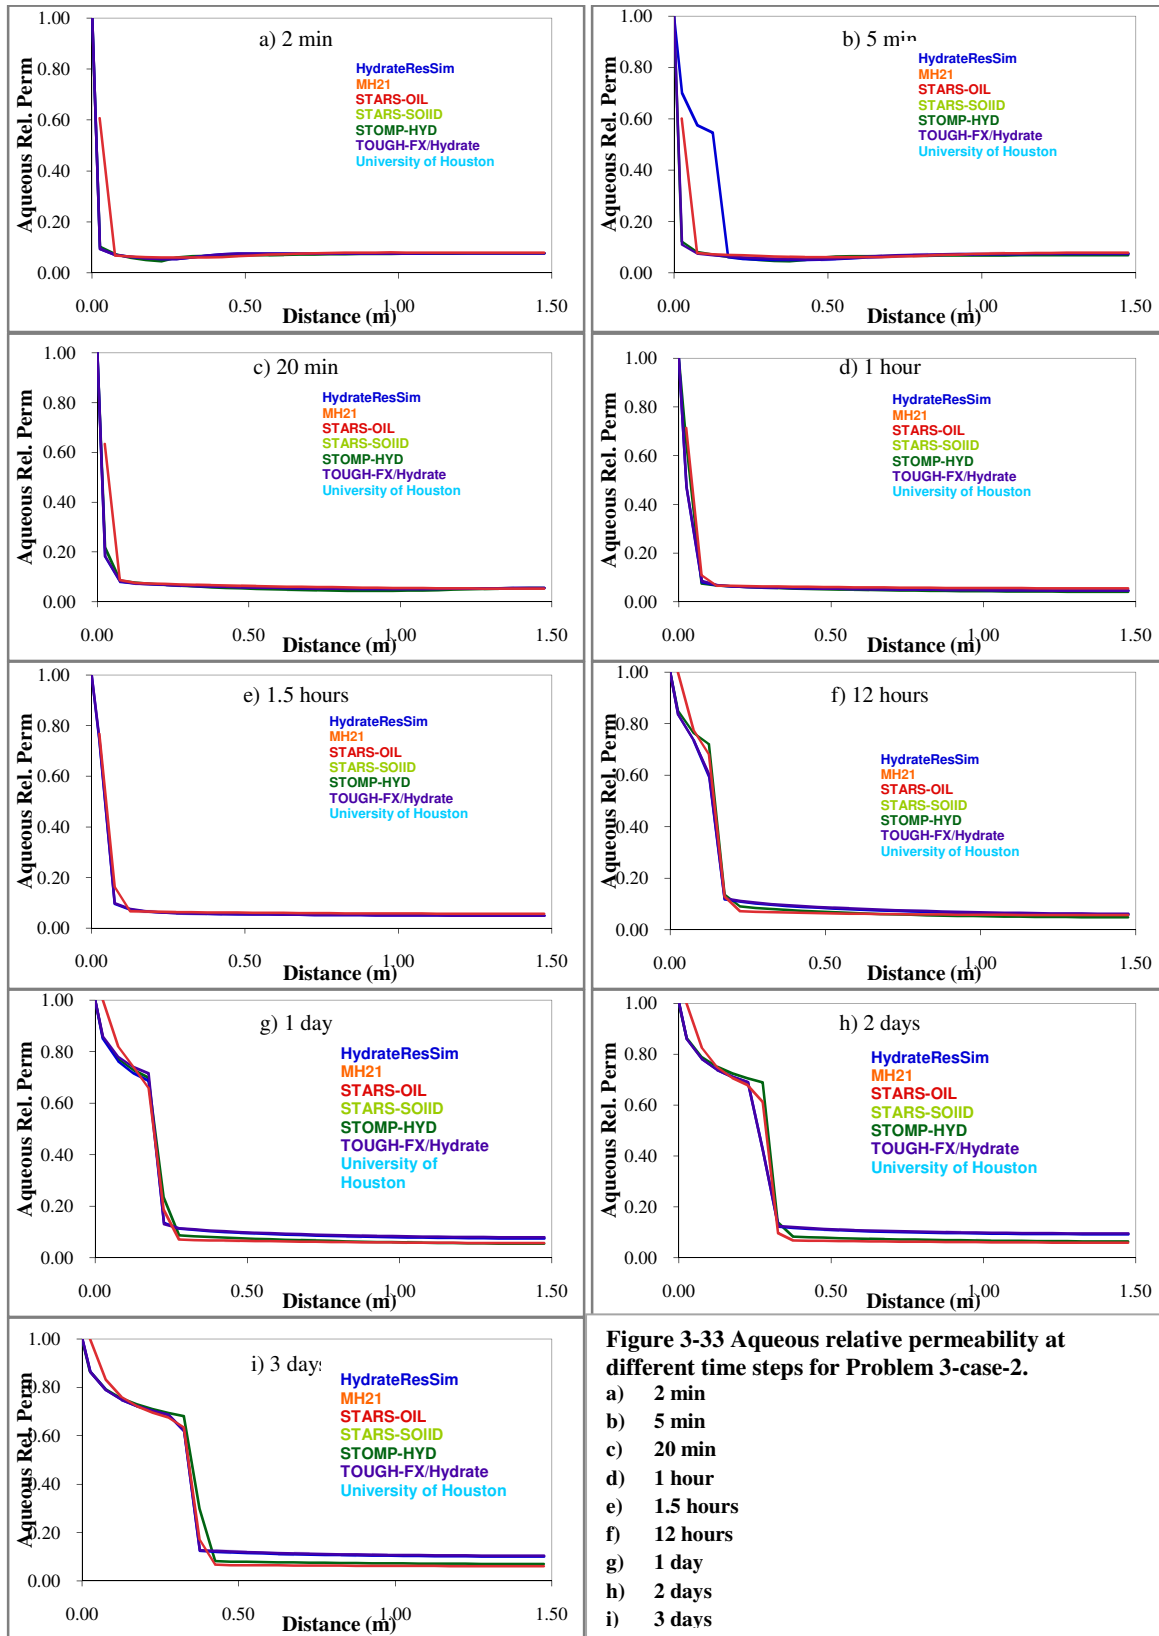 a) 2 min
Aqueous Rel. Perm
1.00
0.80
0.60
0.40
0.20
0.00
HydrateResSim
MH21
STARS-OIL
STARS-SOIID
STOMP-HYD
TOUGH-FX/Hydrate
University of Houston
0.00 0.50 1.00 1.50
Distance (m)
b) 5 min
Aqueous Rel. Perm
1.00
0.80
0.60
0.40
0.20
0.00
HydrateResSim
MH21
STARS-OIL
STARS-SOIID
STOMP-HYD
TOUGH-FX/Hydrate
University of Houston
0.00 0.50 1.00 1.50
Distance (m)
c) 20 min
Aqueous Rel. Perm
1.00
0.80
0.60
0.40
0.20
0.00
HydrateResSim
MH21
STARS-OIL
STARS-SOIID
STOMP-HYD
TOUGH-FX/Hydrate
University of Houston
0.00 0.50 1.00 1.50
Distance (m)
d) 1 hour
Aqueous Rel. Perm
1.00
0.80
0.60
0.40
0.20
0.00
HydrateResSim
MH21
STARS-OIL
STARS-SOIID
STOMP-HYD
TOUGH-FX/Hydrate
University of Houston
0.00 0.50 1.00 1.50
Distance (m)
e) 1.5 hours
Aqueous Rel. Perm
1.00
0.80
0.60
0.40
0.20
0.00
HydrateResSim
MH21
STARS-OIL
STARS-SOIID
STOMP-HYD
TOUGH-FX/Hydrate
University of Houston
0.00 0.50 1.00 1.50
Distance (m)
f) 12 hours
Aqueous Rel. Perm
1.00
0.80
0.60
0.40
0.20
0.00
HydrateResSim
MH21
STARS-OIL
STARS-SOIID
STOMP-HYD
TOUGH-FX/Hydrate
University of Houston
0.00 0.50 1.00 1.50
Distance (m)
g) 1 day
Aqueous Rel. Perm
1.00
0.80
0.60
0.40
0.20
0.00
HydrateResSim
MH21
STARS-OIL
STARS-SOIID
STOMP-HYD
TOUGH-FX/Hydrate
University of
Houston
0.00 0.50 1.00 1.50
Distance (m)
h) 2 days
Aqueous Rel. Perm
1.00
0.80
0.60
0.40
0.20
0.00
HydrateResSim
MH21
STARS-OIL
STARS-SOIID
STOMP-HYD
TOUGH-FX/Hydrate
University of Houston
0.00 0.50 1.00 1.50
Distance (m)
i) 3 days
Aqueous Rel. Perm
1.00
0.80
0.60
0.40
0.20
0.00
HydrateResSim
MH21
STARS-OIL
STARS-SOIID
STOMP-HYD
TOUGH-FX/Hydrate
University of Houston
0.00 0.50 1.00 1.50
Distance (m)
Figure 3-33 Aqueous relative permeability at
different time steps for Problem 3-case-2.
a) 2 min
b) 5 min
c) 20 min
d) 1 hour
e) 1.5 hours
f) 12 hours
g) 1 day
h) 2 days
i) 3 days